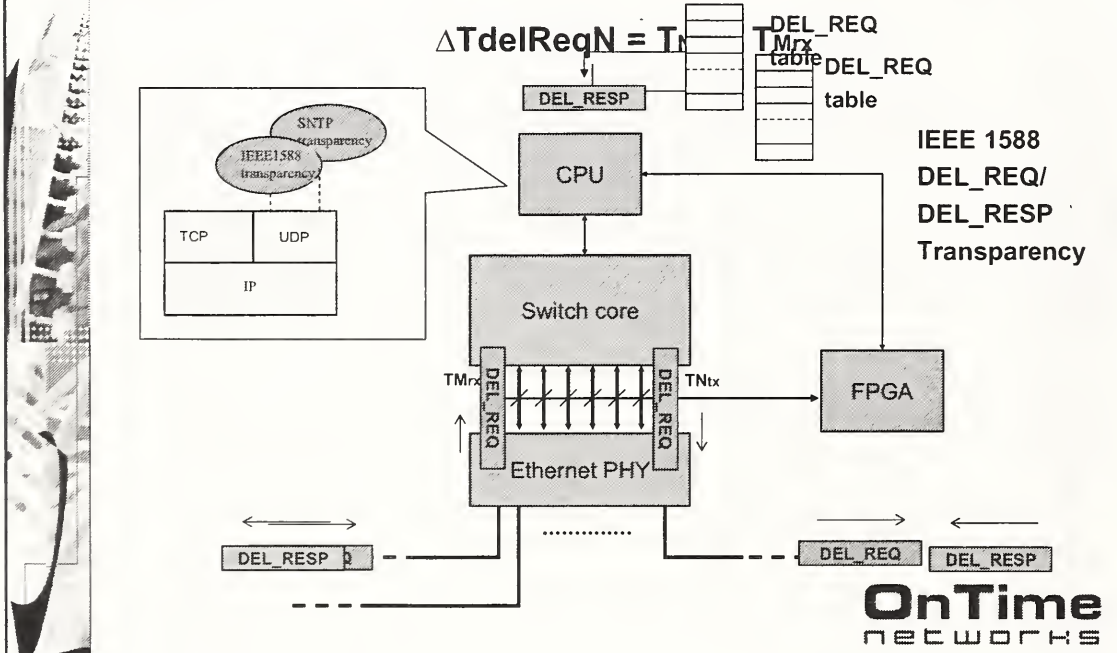 ∆TdelReqN = TN TMrx
DEL_REQ
table
DEL_REQ
table
DEL_RESP
IEEE 1588
DEL_REQ/
DEL_RESP
Transparency
SNTP
transparency
IEEE1588
transparency
TCP
UDP
IP
CPU
Switch core
TMrx
DEL_REQ
DEL_REQ
TNtx
FPGA
Ethernet PHY
DEL_RESP Q
DEL_REQ
DEL_RESP
OnTime
networks